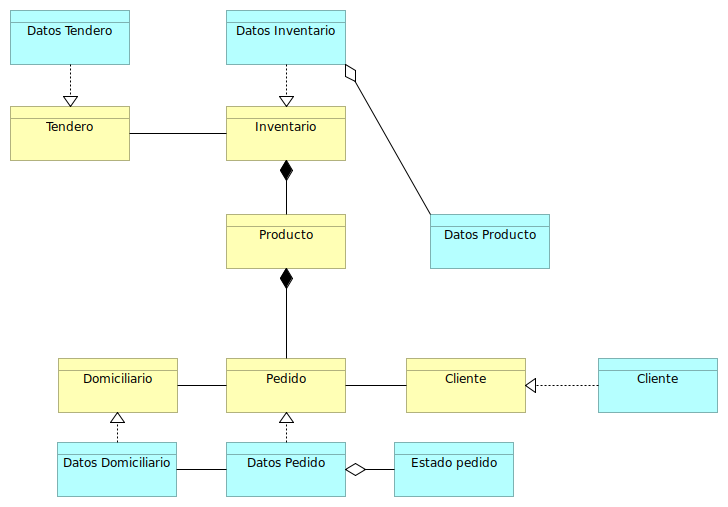 Datos Tendero
Datos Inventario
Tendero
Inventario
Producto
Datos Producto
Domiciliario
Pedido
Cliente
Cliente
Datos Domiciliario
Datos Pedido
Estado pedido